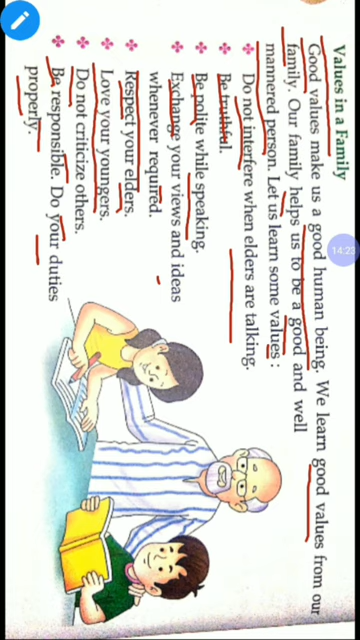 Values in a Family
Good values make us a good human being. We learn good values from our
family. Our family helps us to be a good and well
mannered person. Let us learn some values :
❖ Do not interfere when elders are talking.
❖ Be truthful.
❖ Be polite while speaking.
❖ Exchange your views and ideas
whenever required.
❖ Respect your elders.
❖ Love your youngers.
❖ Do not criticize others.
❖ Be responsible. Do your duties
properly.
14:23